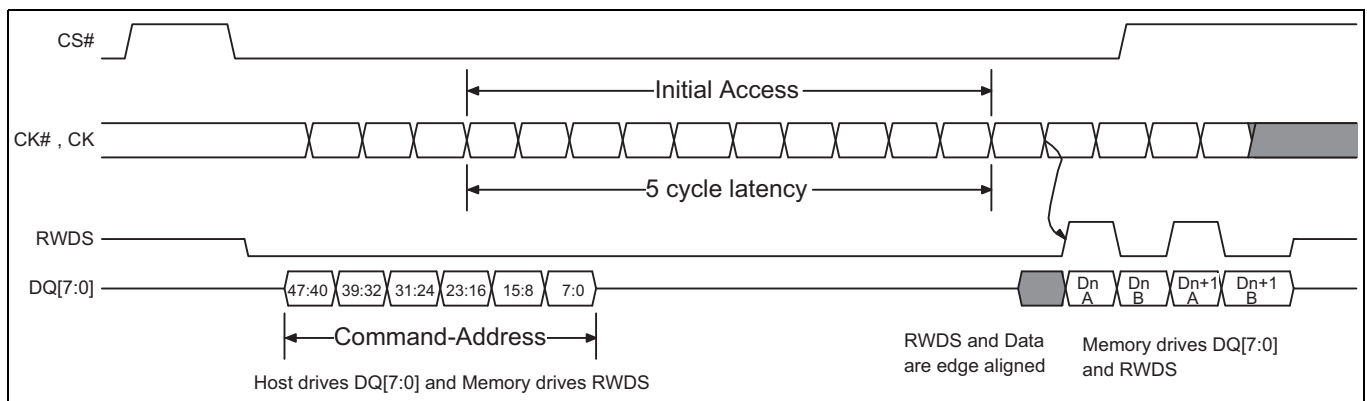 CS#
Initial Access
CK# , CK
5 cycle latency
RWDS
DQ[7:0]
47:40 39:32 31:24 23:16 15:8 7:0
Dn A
Dn B
Dn+1 A
Dn+1 B
Command-Address
Host drives DQ[7:0] and Memory drives RWDS
RWDS and Data
are edge aligned
Memory drives DQ[7:0]
and RWDS